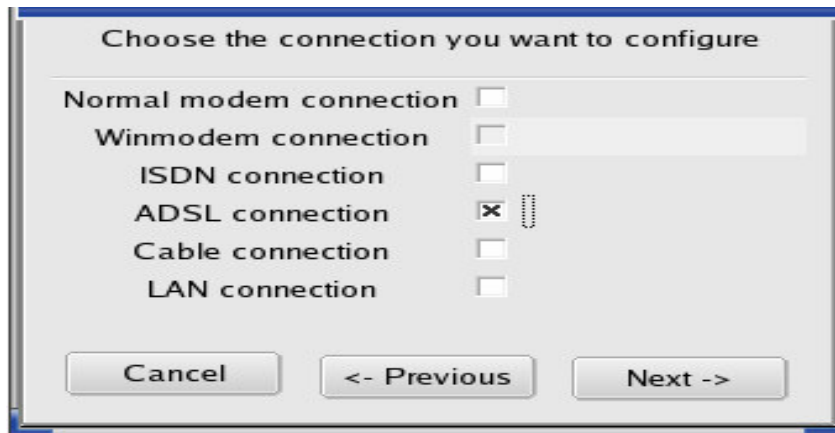 Choose the connection you want to configure
Normal modem connection
Winmodem connection
ISDN connection
ADSL connection
Cable connection
LAN connection
Cancel
<- Previous
Next ->